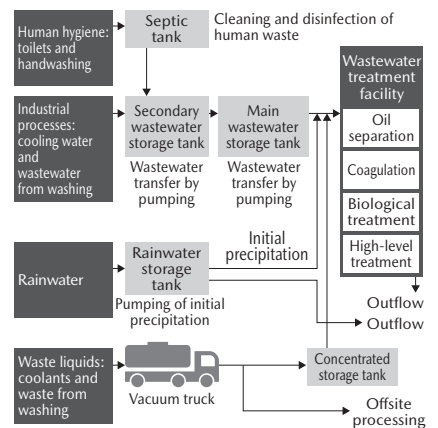 Human hygiene:
toilets and
handwashing
Septic
tank
Cleaning and disinfection of
human waste
Industrial
processes:
cooling water
and
wastewater
from washing
Secondary
wastewater
storage tank
Wastewater
transfer by
pumping
Main
wastewater
storage tank
Wastewater
transfer by
pumping
Wastewater
treatment
facility
Oil
separation
Coagulation
Biological
treatment
High-level
treatment
Outflow
Outflow
Rainwater
Rainwater
storage
tank
Pumping of initial
precipitation
Initial
precipitation
Waste liquids:
coolants and
waste from
washing
Vacuum truck
Concentrated
storage tank
Offsite
processing